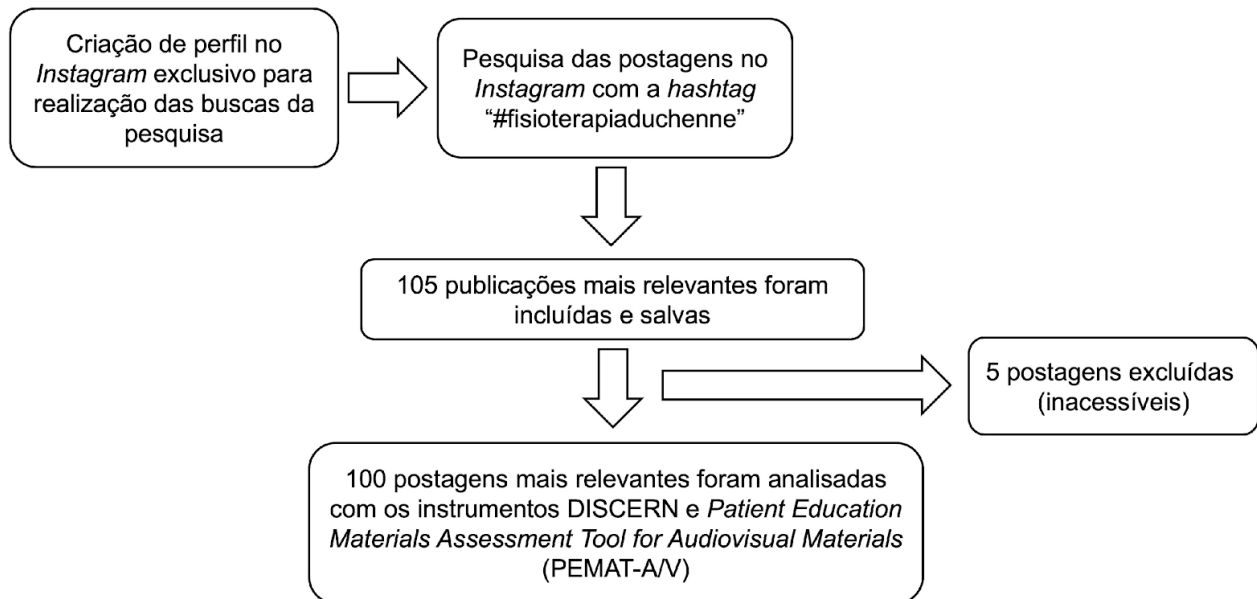 Criação de perfil no
Instagram exclusivo para
realização das buscas da
pesquisa
Pesquisa das postagens no
Instagram com a hashtag
“#fisioterapiaduchenne”
105 publicações mais relevantes foram
incluídas e salvas
5 postagens excluídas
(inacessíveis)
100 postagens mais relevantes foram analisadas
com os instrumentos DISCERN e Patient Education
Materials Assessment Tool for Audiovisual Materials
(PEMAT-A/V)